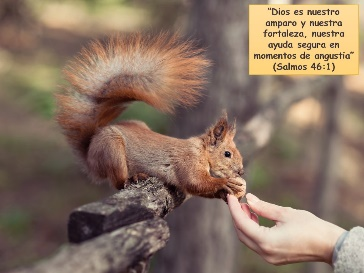 "Dios es nuestro
amparo y nuestra
fortaleza, nuestra
ayuda segura en
momentos de angustia"
(Salmos 46:1)